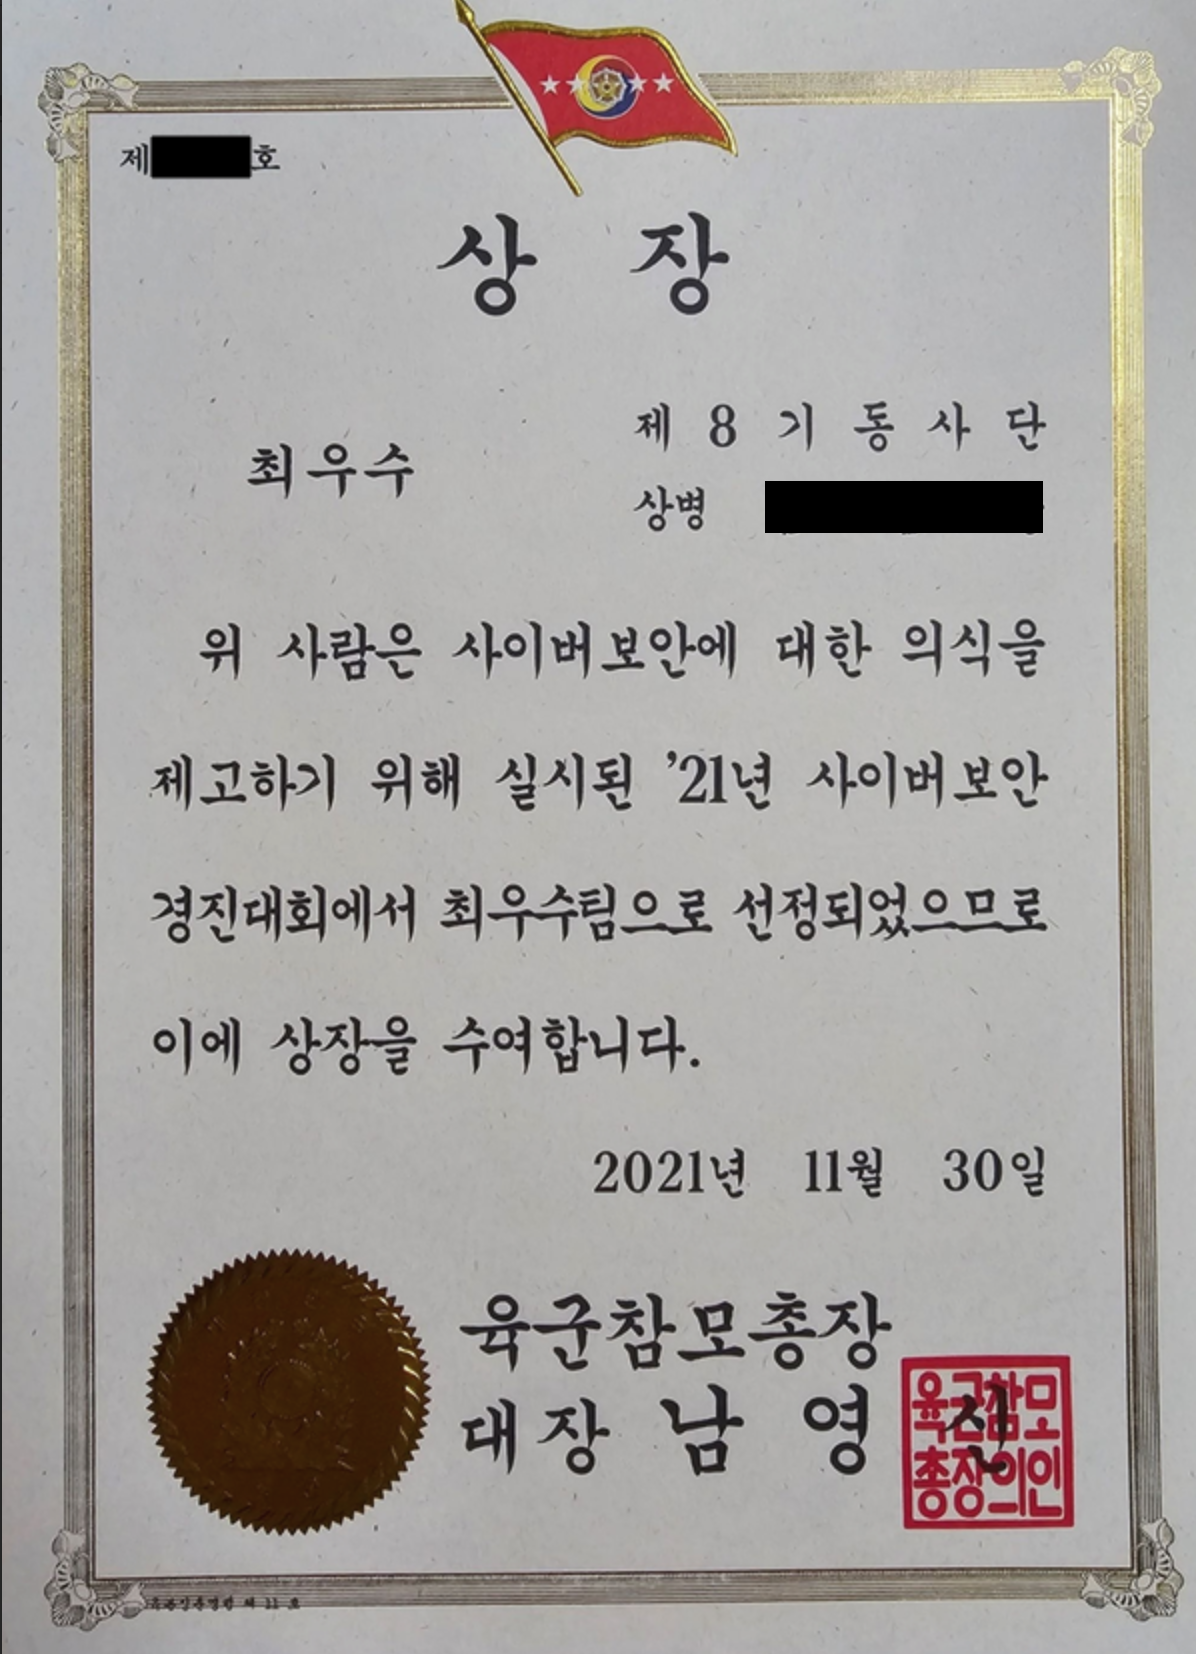 제 호
상 장
최우수
제 8 기 동 사 단
상병
위 사람은 사이버보안에 대한 의식을
제고하기 위해 실시된 ’21년 사이버보안
경진대회에서 최우수팀으로 선정되었으므로
이에 상장을 수여합니다.
2021년 11월 30일
육군참모총장
대장 남 영 신
육군참모
총장의인